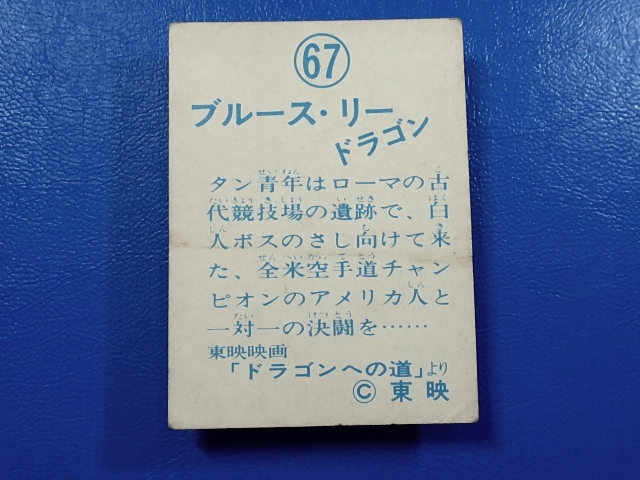 67
ブルース・リー
ドラゴン
タン青年はローマの古
代競技場の遺跡で、白
人ボスのさし向けて来
た、全米空手道チャン
ピオンのアメリカ人と
一対一の決闘を……
東映映画
「ドラゴンへの道」より
© 東映